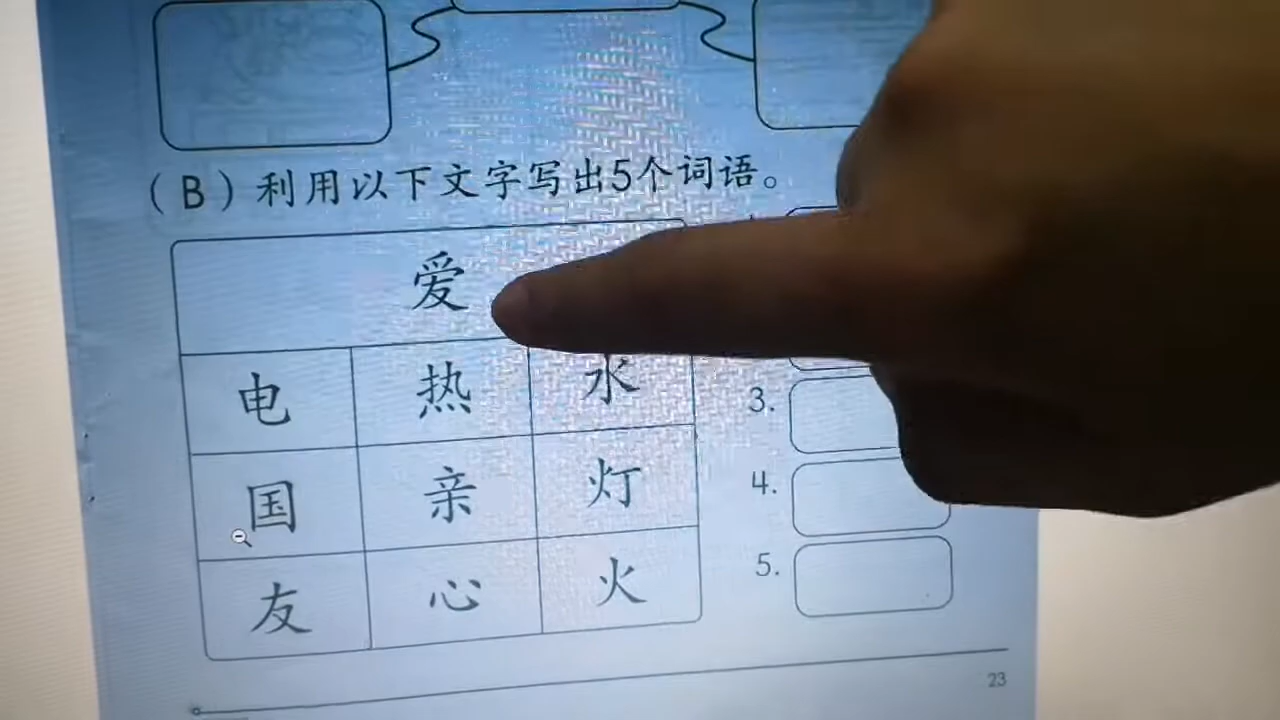 （B）利用以下文字写出5个词语。
爱
电 热 水
国 亲 灯
友 心 火
3.
4.
5.
23